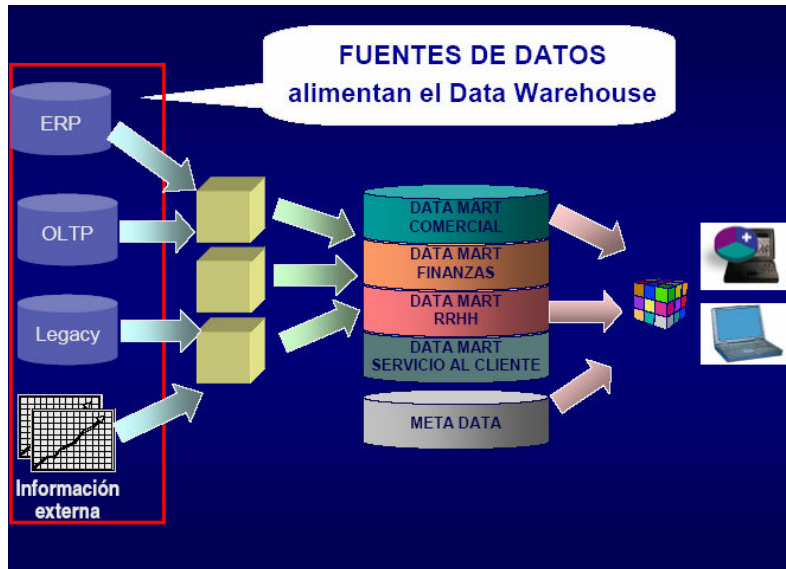 FUENTES DE DATOS
alimentan el Data Warehouse
ERP
OLTP
Legacy
Información
externa
DATA MART
COMERCIAL
DATA MART
FINANZAS
DATA MART
RRHH
DATA MART
SERVICIO AL CLIENTE
META DATA